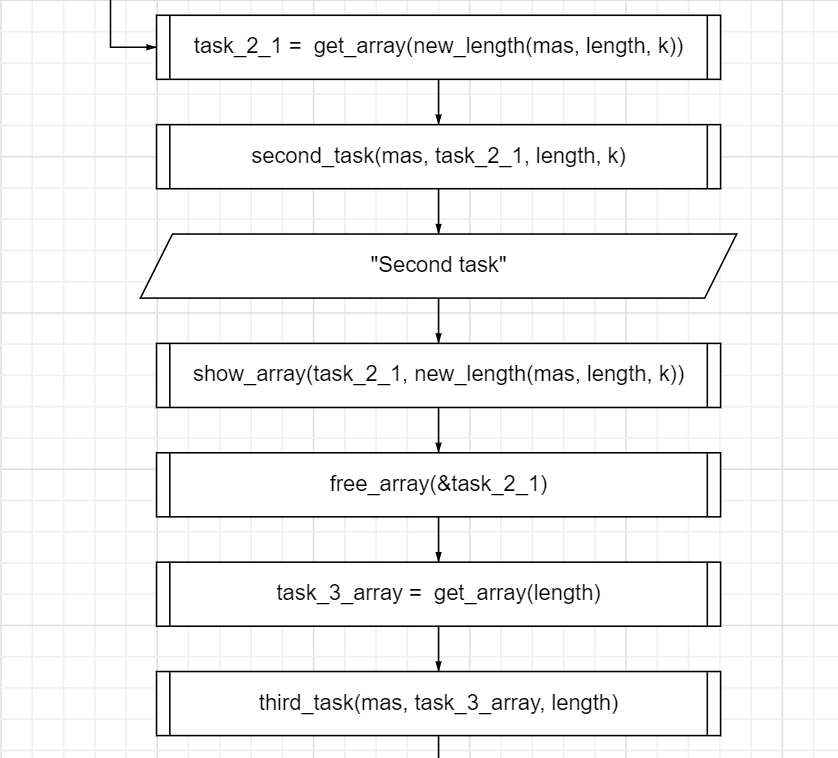 task_2_1 =  get_array(new_length(mas, length, k))
second_task(mas, task_2_1, length, k)
"Second task"
show_array(task_2_1, new_length(mas, length, k))
free_array(&task_2_1)
task_3_array =  get_array(length)
third_task(mas, task_3_array, length)